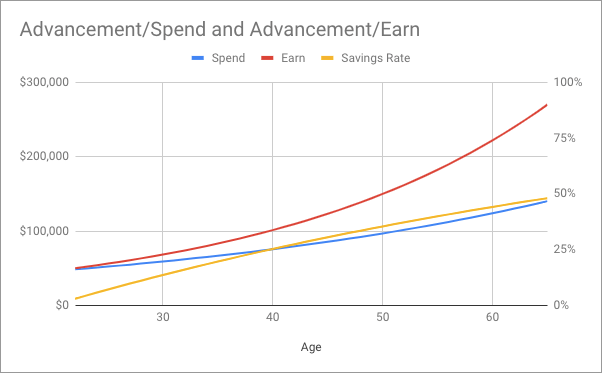 Advancement/Spend and Advancement/Earn
Spend Earn Savings Rate
$300,000 100%
75%
$200,000
50%
$100,000
25%
$0 0%
30 40 50 60
Age